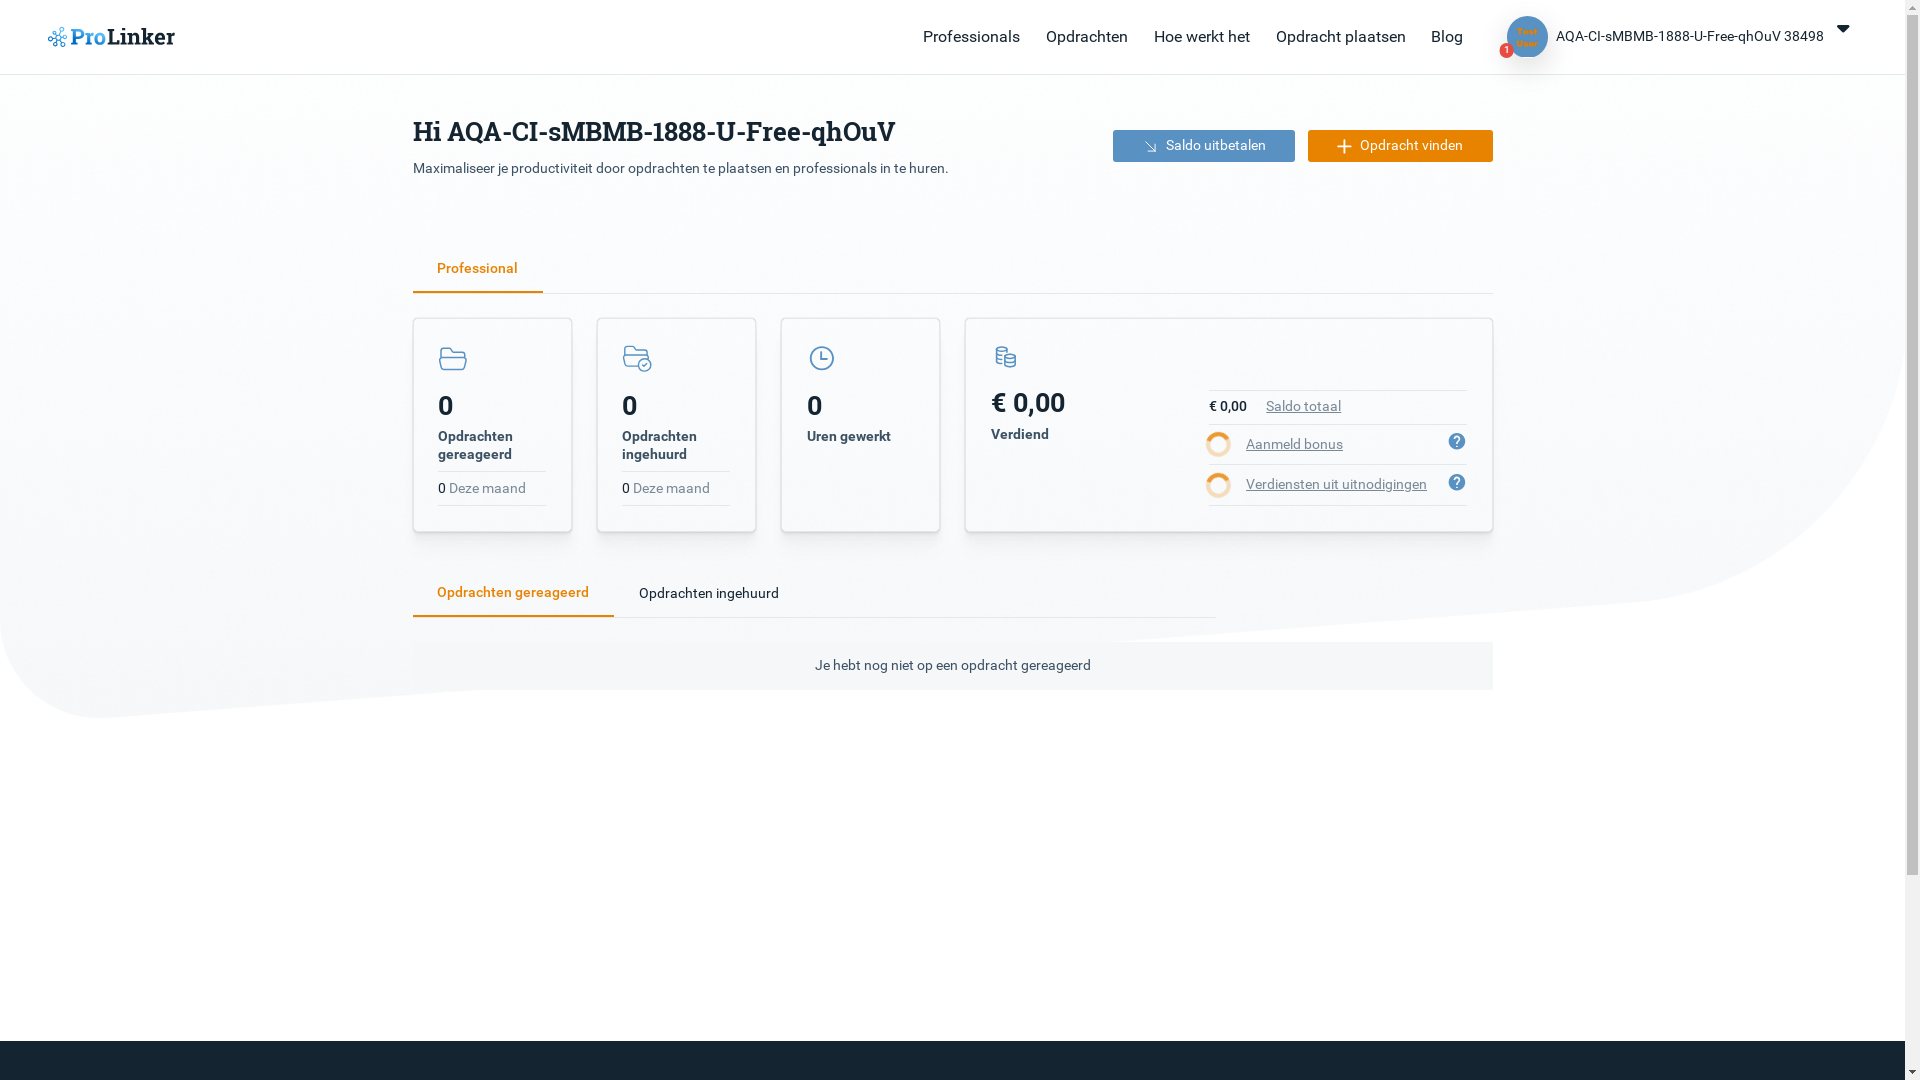 ProLinker
Professionals
Opdrachten
Hoe werkt het
Opdracht plaatsen
Blog
1
AQA-CI-sMBMB-1888-U-Free-qhOuV 38498
Hi AQA-CI-sMBMB-1888-U-Free-qhOuV
Maximaliseer je productiviteit door opdrachten te plaatsen en professionals in te huren.
Saldo uitbetalen
Opdracht vinden
Professional
0
Opdrachten
gereageerd
0 Deze maand
0
Opdrachten
ingehuurd
0 Deze maand
0
Uren gewerkt
€ 0,00
Verdiend
€ 0,00 Saldo totaal
Aanmeld bonus
?
Verdiensten uit uitnodigingen
?
Opdrachten gereageerd
Opdrachten ingehuurd
Je hebt nog niet op een opdracht gereageerd